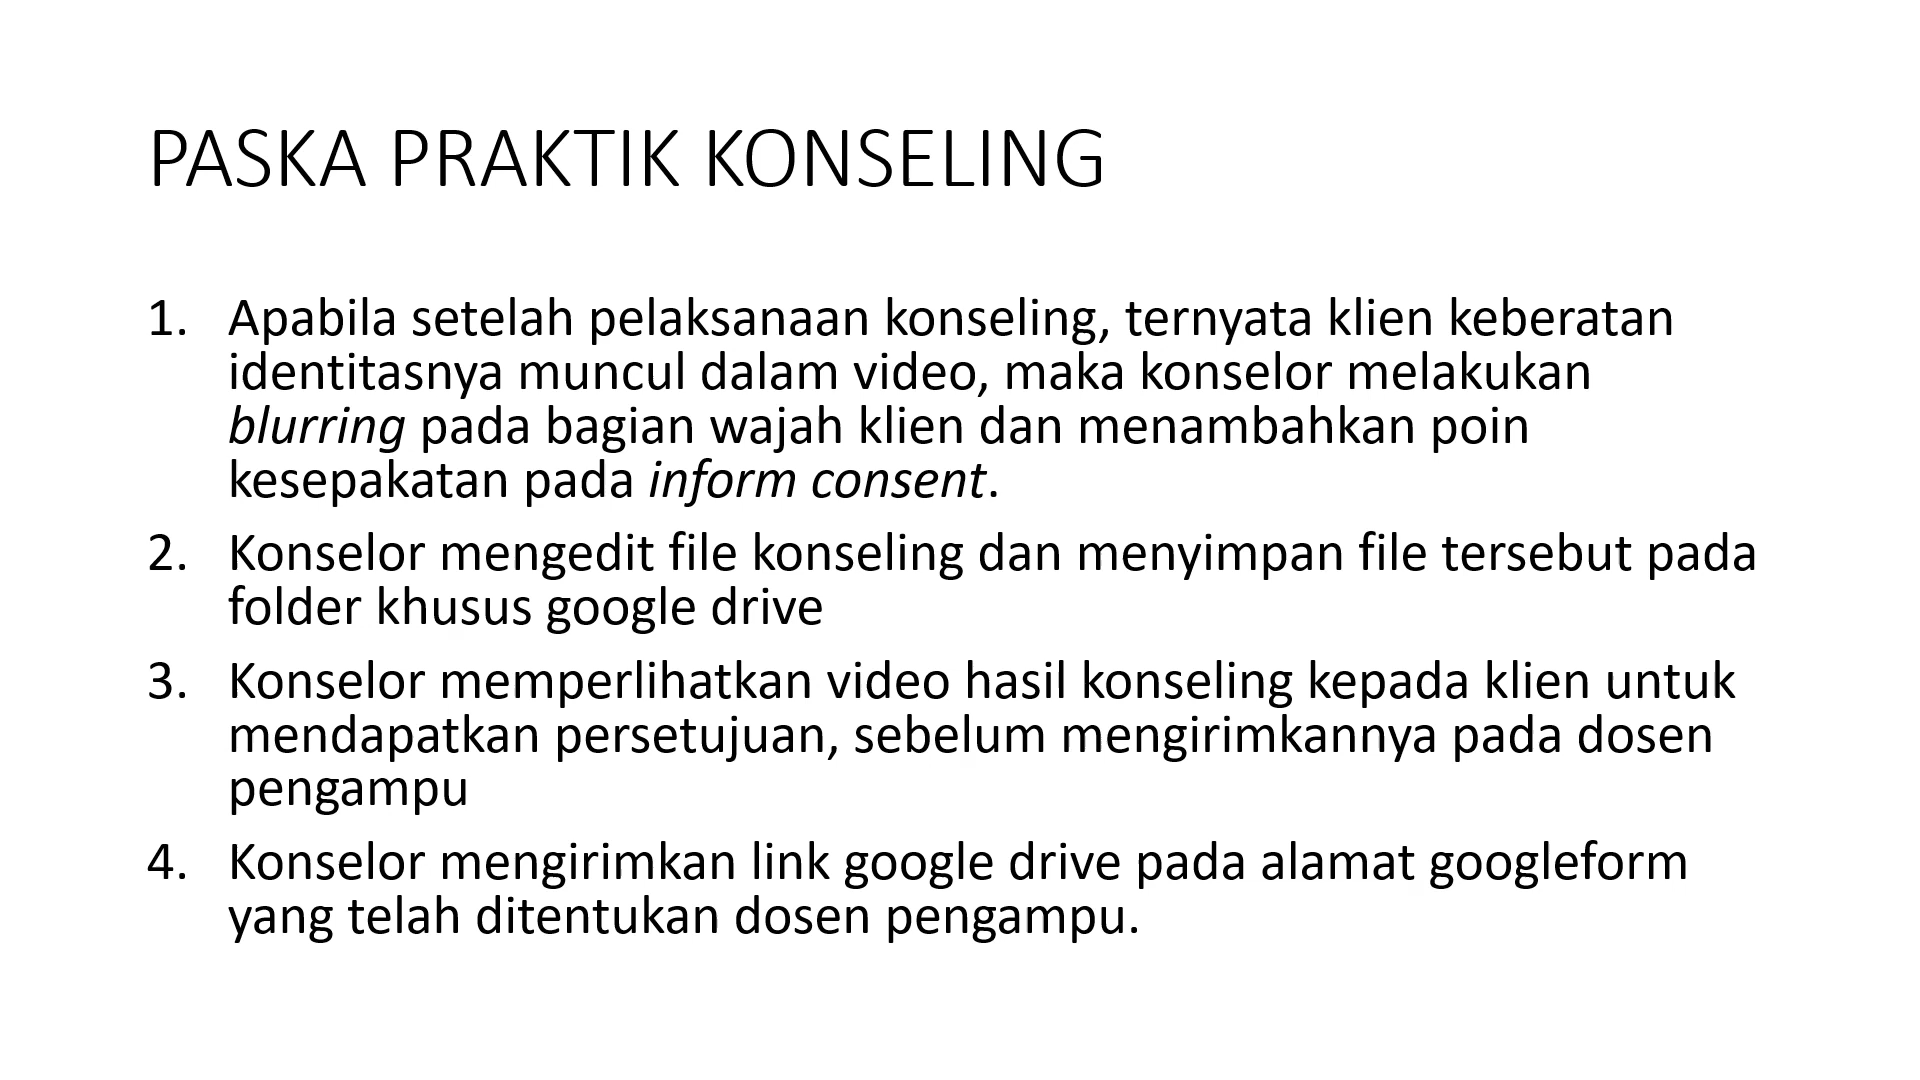 PASKA PRAKTIK KONSELING
1. Apabila setelah pelaksanaan konseling, ternyata klien keberatan
identitasnya muncul dalam video, maka konselor melakukan
blurring pada bagian wajah klien dan menambahkan poin
kesepakatan pada inform consent.
2. Konselor mengedit file konseling dan menyimpan file tersebut pada
folder khusus google drive
3. Konselor memperlihatkan video hasil konseling kepada klien untuk
mendapatkan persetujuan, sebelum mengirimkannya pada dosen
pengampu
4. Konselor mengirimkan link google drive pada alamat googleform
yang telah ditentukan dosen pengampu.